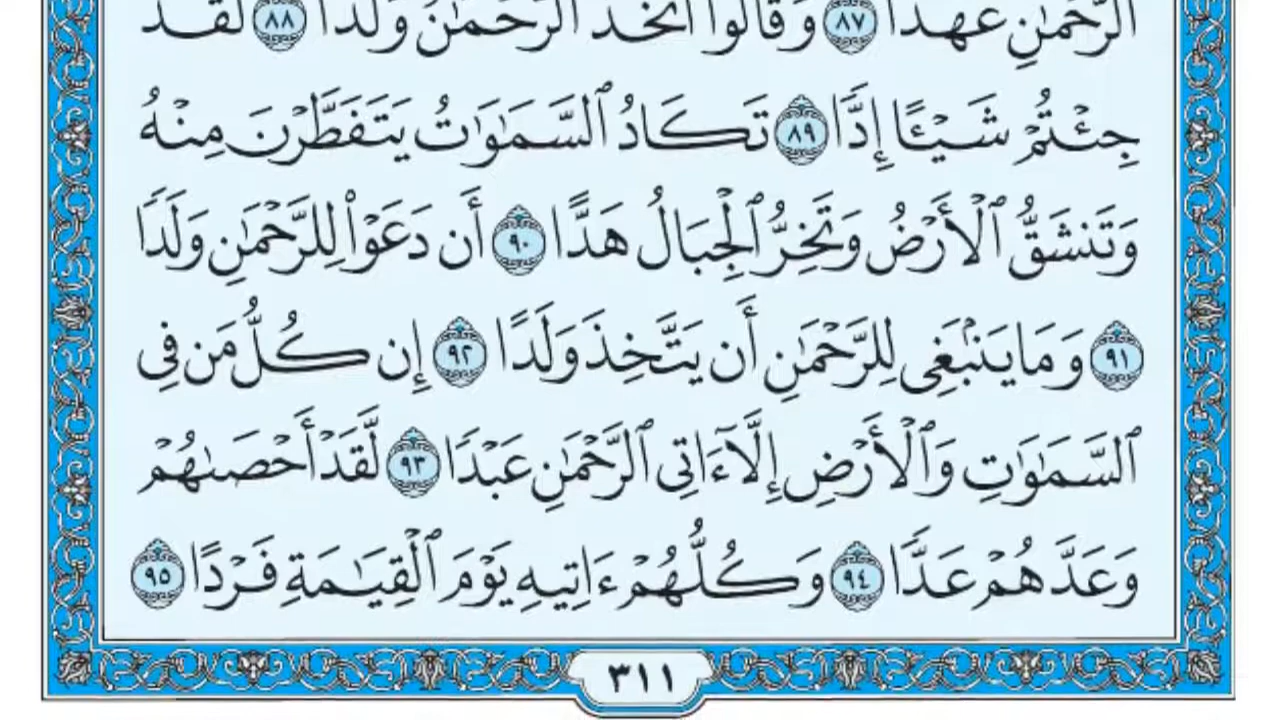 الرَّحْمَٰنِ عَهْدًا ٨٧ وَقَالُوا۟ ٱتَّخَذَ ٱلرَّحْمَٰنُ وَلَدًا ٨٨ لَّقَدْ
جِئْتُمْ شَيْـًٔا إِدًّا ٨٩ تَكَادُ ٱلسَّمَٰوَٰتُ يَتَفَطَّرْنَ مِنْهُ
وَتَنشَقُّ ٱلْأَرْضُ وَتَخِرُّ ٱلْجِبَالُ هَدًّا ٩٠ أَن دَعَوْا۟ لِلرَّحْمَٰنِ وَلَدًا
٩١ وَمَا يَنۢبَغِى لِلرَّحْمَٰنِ أَن يَتَّخِذَ وَلَدًا ٩٢ إِن كُلُّ مَن فِى
ٱلسَّمَٰوَٰتِ وَٱلْأَرْضِ إِلَّآ ءَاتِى ٱلرَّحْمَٰنِ عَبْدًا ٩٣ لَّقَدْ أَحْصَىٰهُمْ
وَعَدَّهُمْ عَدًّا ٩٤ وَكُلُّهُمْ ءَاتِيهِ يَوْمَ ٱلْقِيَٰمَةِ فَرْدًا ٩٥
٣١١